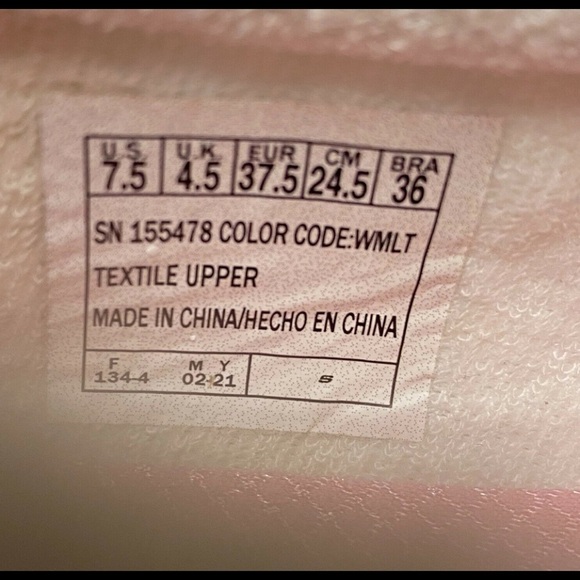 U.S. U.K. EUR CM BRA
7.5 4.5 37.5 24.5 36
SN 155478 COLOR CODE:WMLT
TEXTILE UPPER
MADE IN CHINA/HECHO EN CHINA
F M Y
134-4 02-21 S